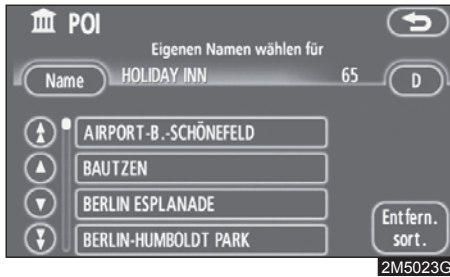 POI
Eigenen Namen wählen für
Name HOLIDAY INN 65 D
AIRPORT-B.-SCHÖNEFELD
BAUTZEN
BERLIN ESPLANADE
BERLIN-HUMBOLDT PARK
Entfern.
sort.
2M5023G